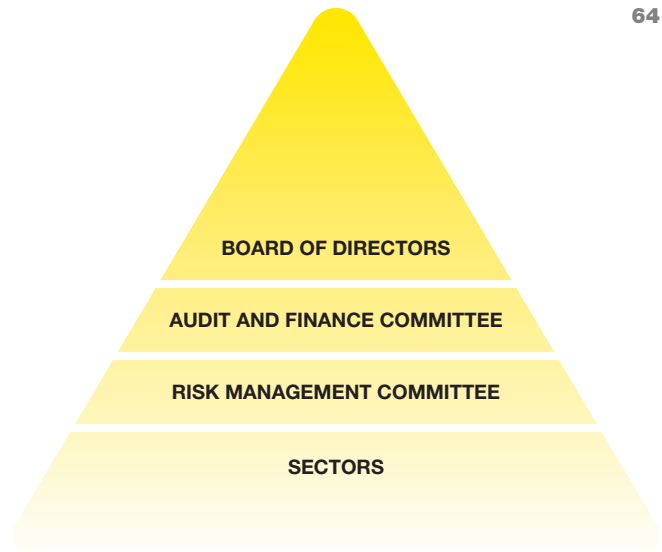 64
BOARD OF DIRECTORS
AUDIT AND FINANCE COMMITTEE
RISK MANAGEMENT COMMITTEE
SECTORS